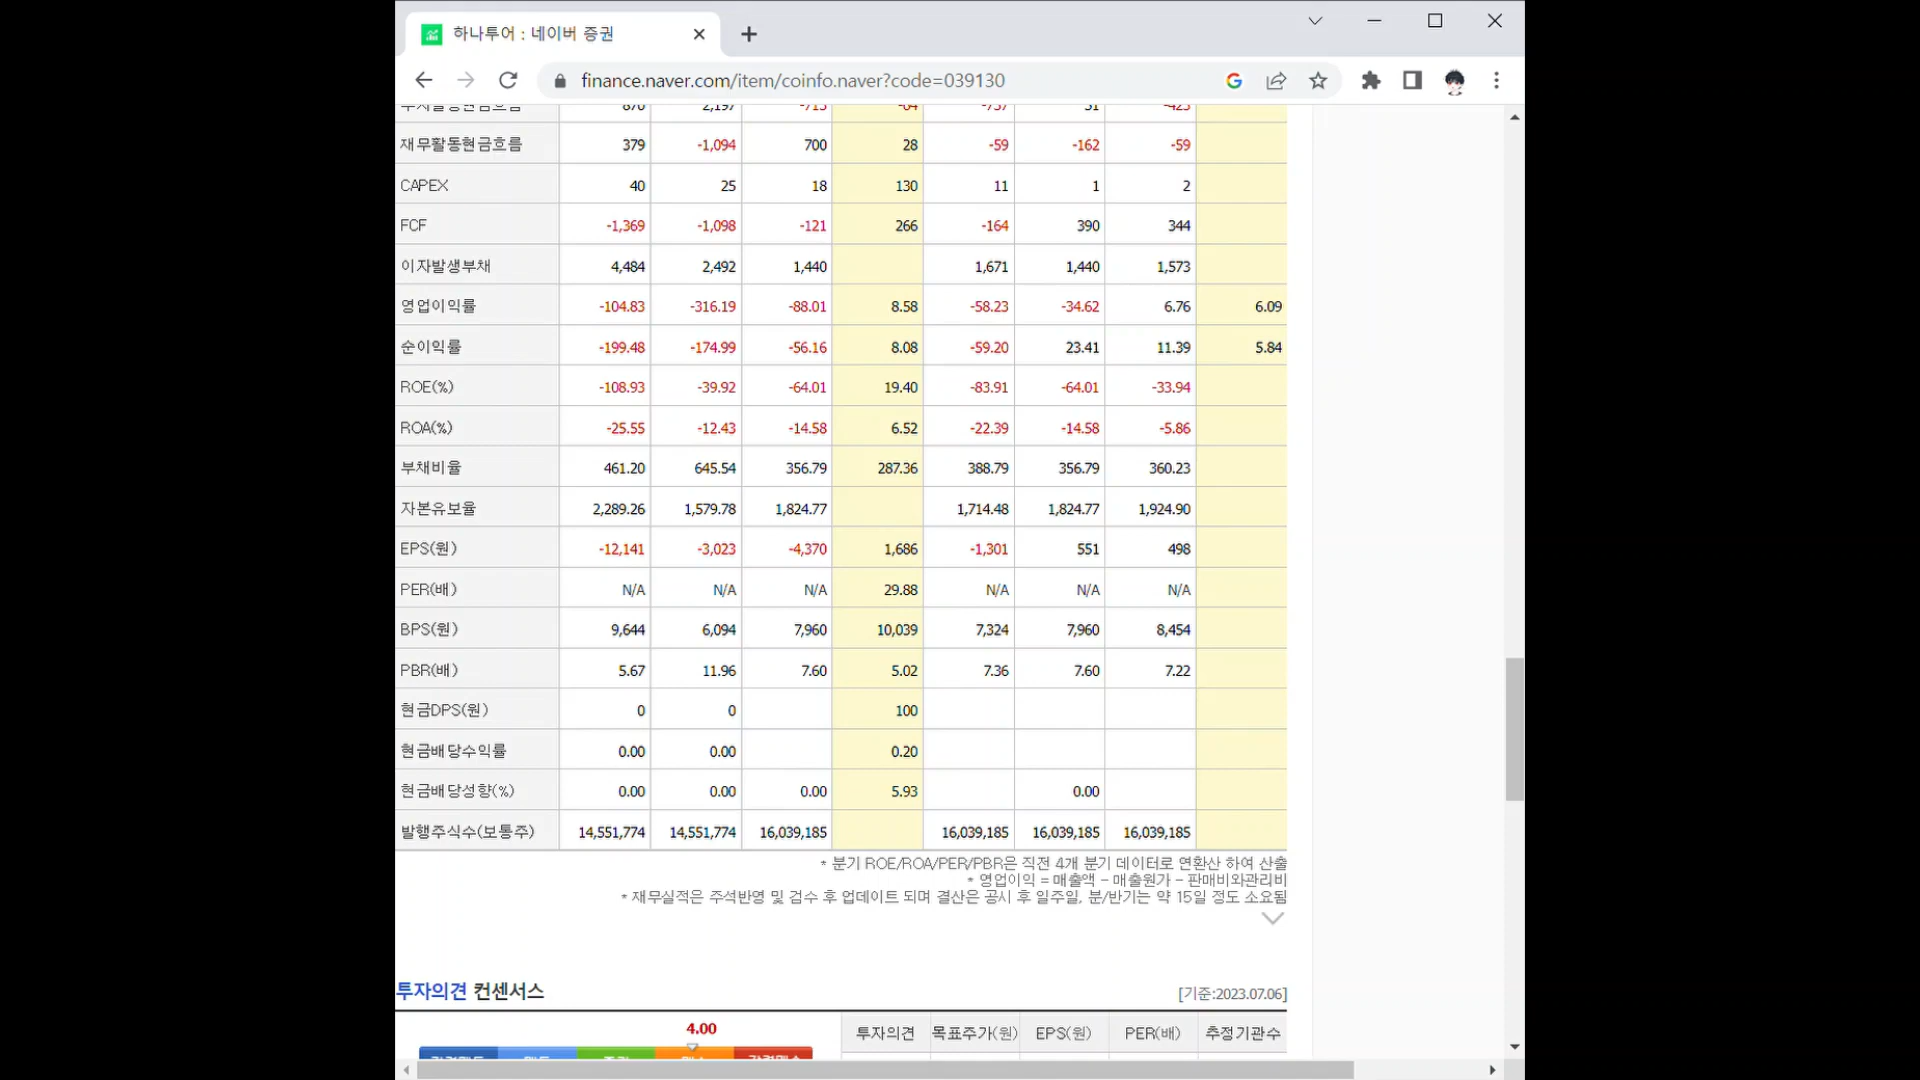 하나투어 : 네이버 증권
finance.naver.com/item/coinfo.naver?code=039130
투자활동현금흐름 870 2,197 -715 -64 -757 51 -425
재무활동현금흐름 379 -1,094 700 28 -59 -162 -59
CAPEX 40 25 18 130 11 1 2
FCF -1,369 -1,098 -121 266 -164 390 344
이자발생부채 4,484 2,492 1,440 1,671 1,440 1,573
영업이익률 -104.83 -316.19 -88.01 8.58 -58.23 -34.62 6.76 6.09
순이익률 -199.48 -174.99 -56.16 8.08 -59.20 23.41 11.39 5.84
ROE(%) -108.93 -39.92 -64.01 19.40 -83.91 -64.01 -33.94
ROA(%) -25.55 -12.43 -14.58 6.52 -22.39 -14.58 -5.86
부채비율 461.20 645.54 356.79 287.36 388.79 356.79 360.23
자본유보율 2,289.26 1,579.78 1,824.77 1,714.48 1,824.77 1,924.90
EPS(원) -12,141 -3,023 -4,370 1,686 -1,301 551 498
PER(배) N/A N/A N/A 29.88 N/A N/A N/A
BPS(원) 9,644 6,094 7,960 10,039 7,324 7,960 8,454
PBR(배) 5.67 11.96 7.60 5.02 7.36 7.60 7.22
현금DPS(원) 0 0 100
현금배당수익률 0.00 0.00 0.20
현금배당성향(%) 0.00 0.00 0.00 5.93 0.00
발행주식수(보통주) 14,551,774 14,551,774 16,039,185 16,039,185 16,039,185 16,039,185
* 분기 ROE/ROA/PER/PBR은 직전 4개 분기 데이터로 연환산 하여 산출
* 영업이익 = 매출액 - 매출원가 - 판매비와관리비
* 재무실적은 주석반영 및 검수 후 업데이트 되며 결산은 공시 후 일주일, 분/반기는 약 15일 정도 소요됨
투자의견 컨센서스 [기준:2023.07.06]
4.00
투자의견 목표주가(원) EPS(원) PER(배) 추정기관수